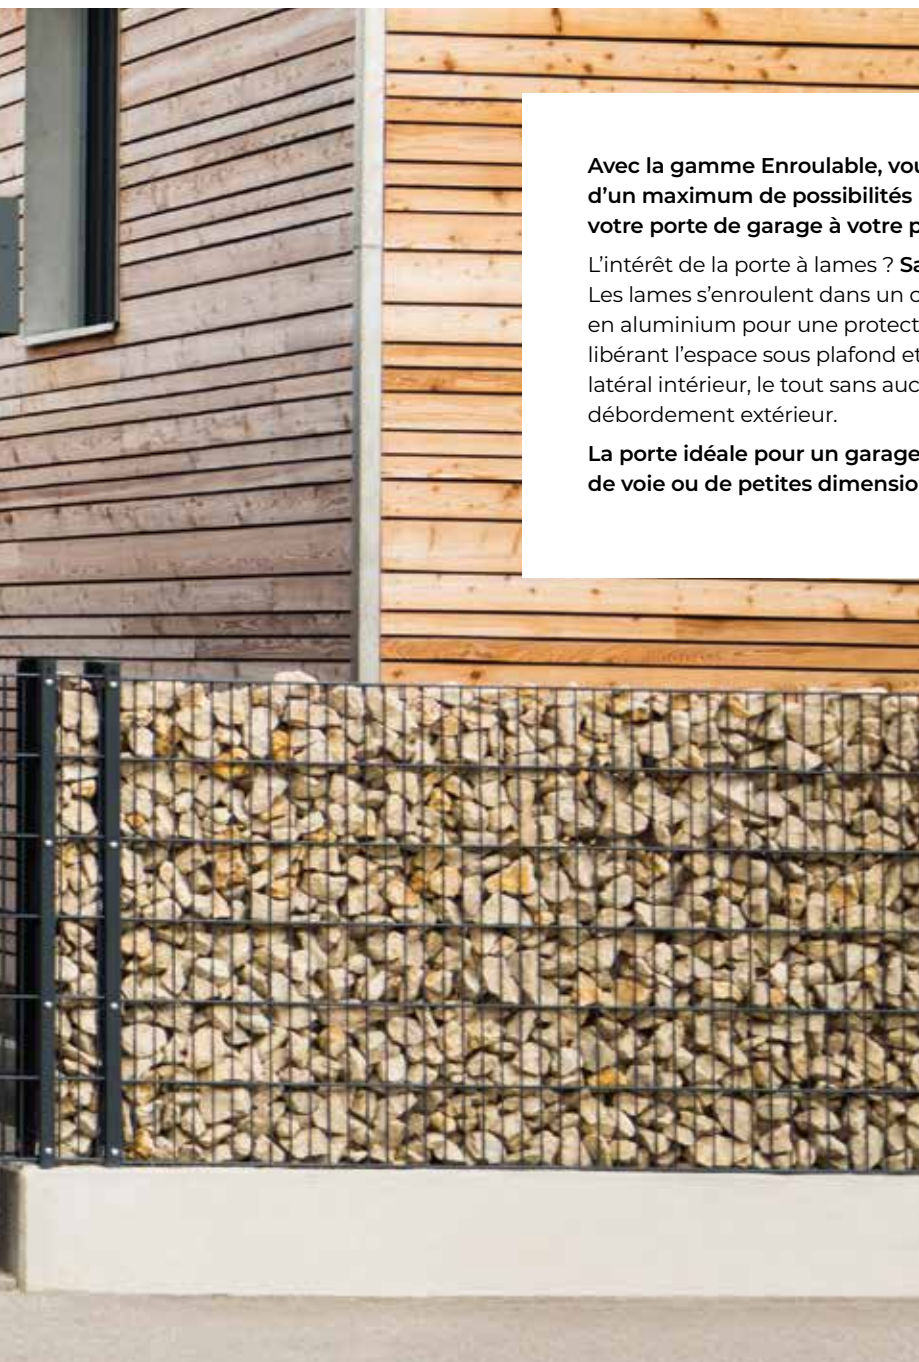 Avec la gamme Enroulable,
d’un maximum de possibilités
votre porte de garage à votre
L’intérêt de la porte à lames ?
Les lames s’enroulent dans un
en aluminium pour une
libérant l’espace sous plafond et
latéral intérieur, le tout sans
débordement extérieur.
La porte idéale pour un garage
de voie ou de petites